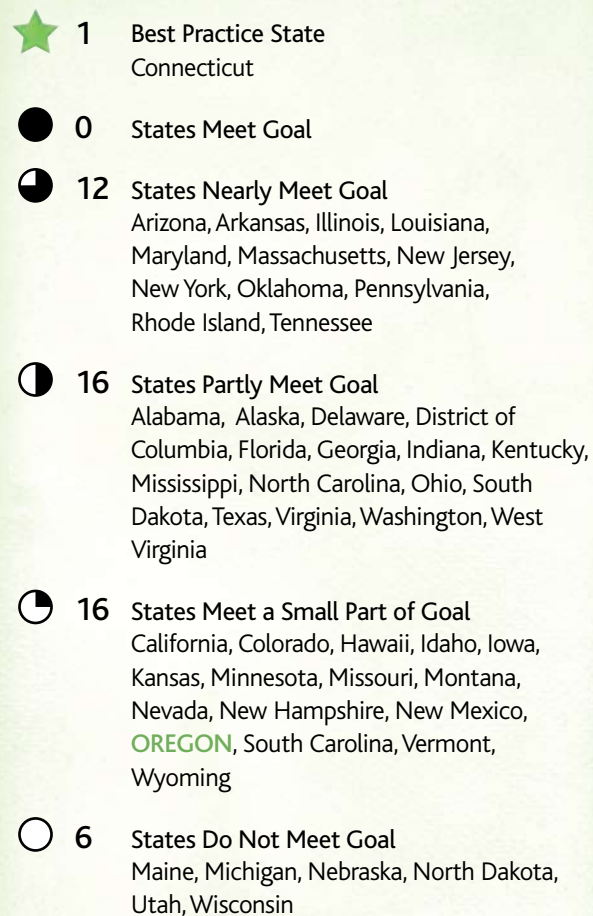 1 Best Practice State
Connecticut
0 States Meet Goal
12 States Nearly Meet Goal
Arizona, Arkansas, Illinois, Louisiana,
Maryland, Massachusetts, New Jersey,
New York, Oklahoma, Pennsylvania,
Rhode Island, Tennessee
16 States Partly Meet Goal
Alabama, Alaska, Delaware, District of
Columbia, Florida, Georgia, Indiana, Kentucky,
Mississippi, North Carolina, Ohio, South
Dakota, Texas, Virginia, Washington, West
Virginia
16 States Meet a Small Part of Goal
California, Colorado, Hawaii, Idaho, Iowa,
Kansas, Minnesota, Missouri, Montana,
Nevada, New Hampshire, New Mexico,
OREGON, South Carolina, Vermont,
Wyoming
6 States Do Not Meet Goal
Maine, Michigan, Nebraska, North Dakota,
Utah, Wisconsin